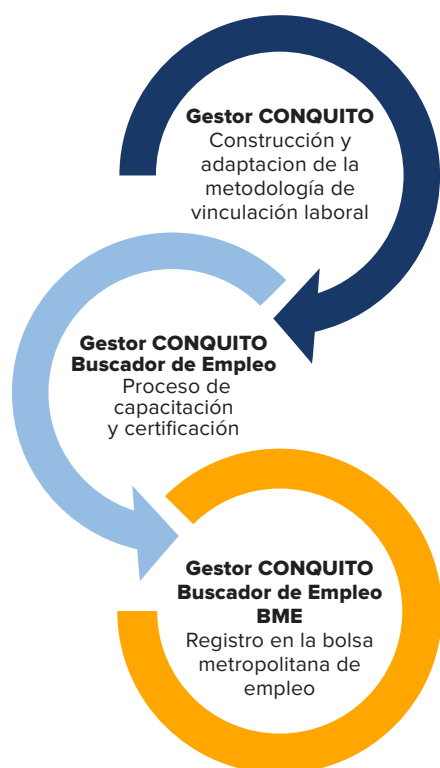 Gestor CONQUITO
Construcción y
adaptacion de la
metodología de
vinculación laboral
Gestor CONQUITO
Buscador de Empleo
Proceso de
capacitación
y certificación
Gestor CONQUITO
Buscador de Empleo
BME
Registro en la bolsa
metropolitana de
empleo